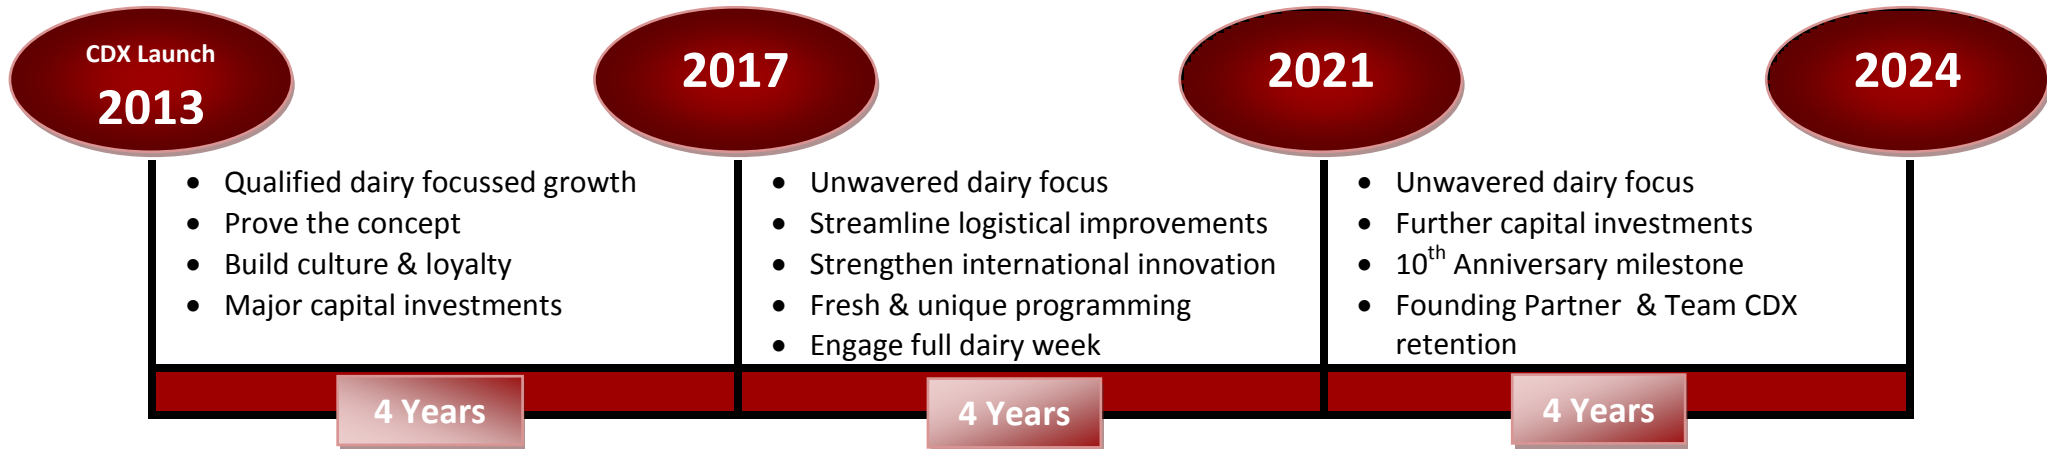 CDX Launch
2013
2017
2021
2024
• Qualified dairy focussed growth
• Prove the concept
• Build culture & loyalty
• Major capital investments
• Unwavered dairy focus
• Streamline logistical improvements
• Strengthen international innovation
• Fresh & unique programming
• Engage full dairy week
• Unwavered dairy focus
• Further capital investments
• 10th Anniversary milestone
• Founding Partner & Team CDX
retention
4 Years
4 Years
4 Years